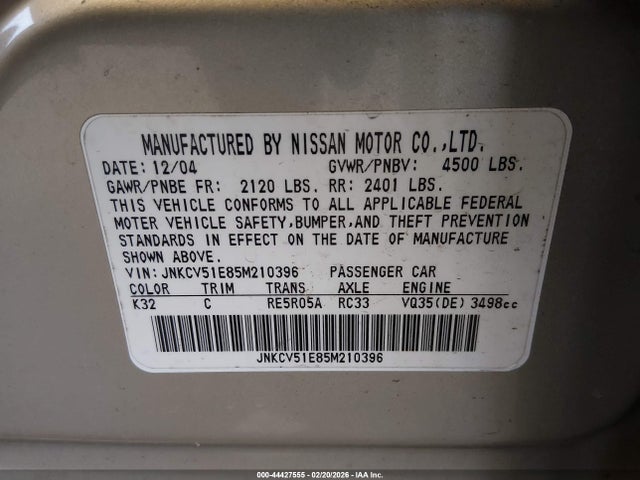 MANUFACTURED BY NISSAN MOTOR CO.,LTD.
DATE: 12/04 GVWR/PNBV: 4500 LBS.
GAWR/PNBE FR: 2120 LBS. RR: 2401 LBS.
THIS VEHICLE CONFORMS TO ALL APPLICABLE FEDERAL
MOTER VEHICLE SAFETY,BUMPER,AND THEFT PREVENTION
STANDARDS IN EFFECT ON THE DATE OF MANUFACTURE
SHOWN ABOVE.
VIN: JNKCV51E85M210396 PASSENGER CAR
COLOR TRIM TRANS AXLE ENGINE
K32 C RE5R05A RC33 VQ35(DE) 3498cc
JNKCV51E85M210396
000-44427555 - 02/20/2026 - IAA Inc.